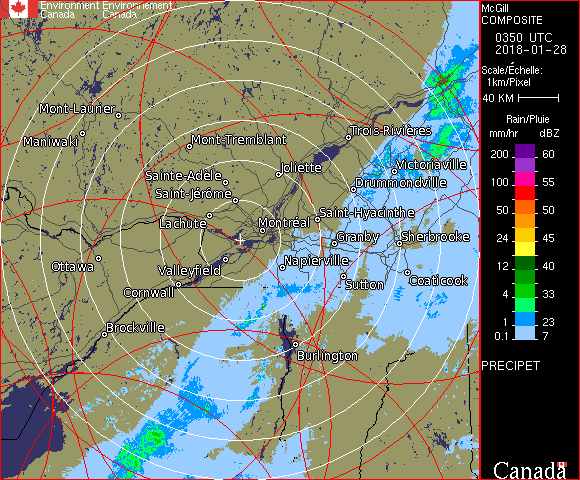 Environment Environnement
Canada Canada
McGill
COMPOSITE
0350 UTC
2018-01-28
Scale/Échelle:
1km/Pixel
40 KM
Rain/Pluie
mm/hr dBZ
200 60
150 57
100 55
50 50
24 45
12 40
4 33
1 23
0.1 7
PRECIPET
Canada
Mont-Laurier
Maniwaki
Mont-Tremblant
Trois-Rivières
Sainte-Adèle
Joliette
Victoriaville
Saint-Jérôme
Drummondville
Lachute
Montréal
Saint-Hyacinthe
Granby
Sherbrooke
Ottawa
Valleyfield
Napierville
Cornwall
Sutton
Coaticook
Brockville
Burlington